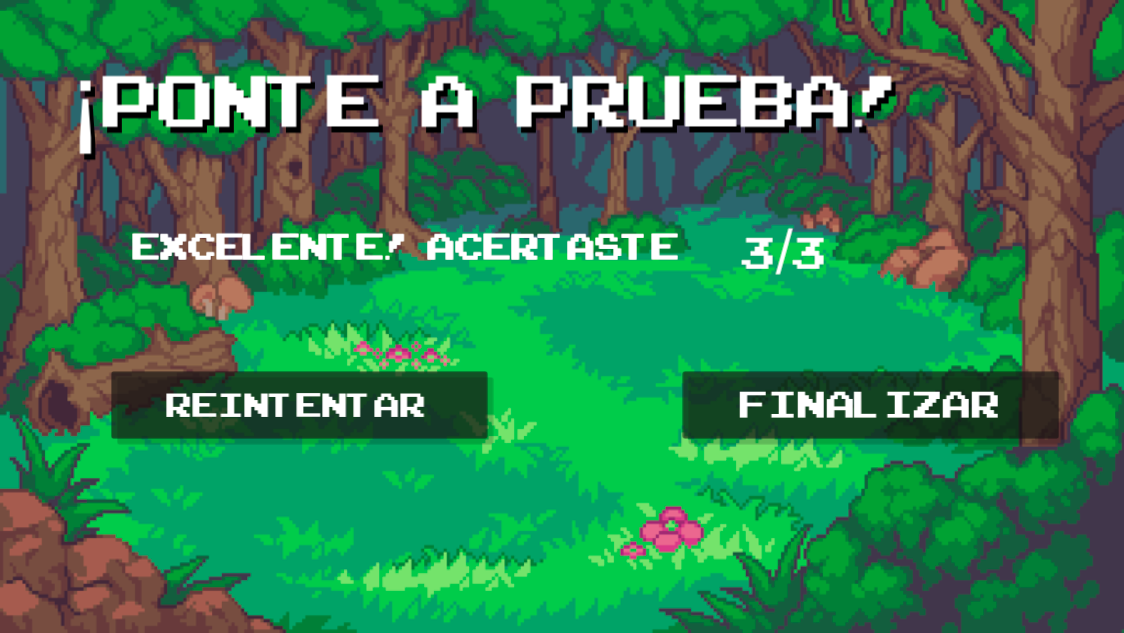 ¡PONTE A PRUEBA!
EXCELENTE! ACERTASTE 3/3
REINTENTAR
FINALIZAR